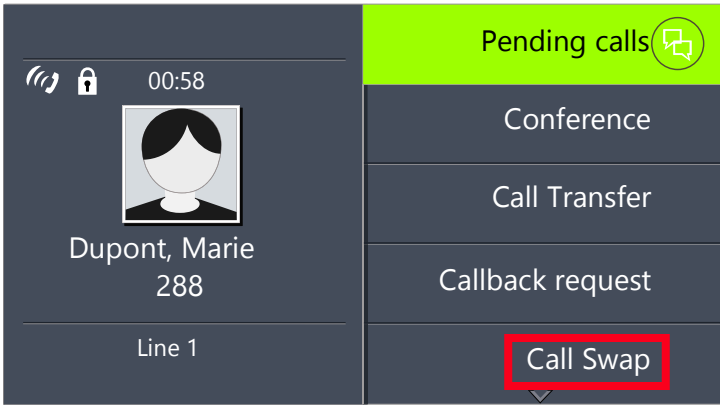 00:58
Dupont, Marie
288
Line 1
Pending calls
Conference
Call Transfer
Callback request
Call Swap